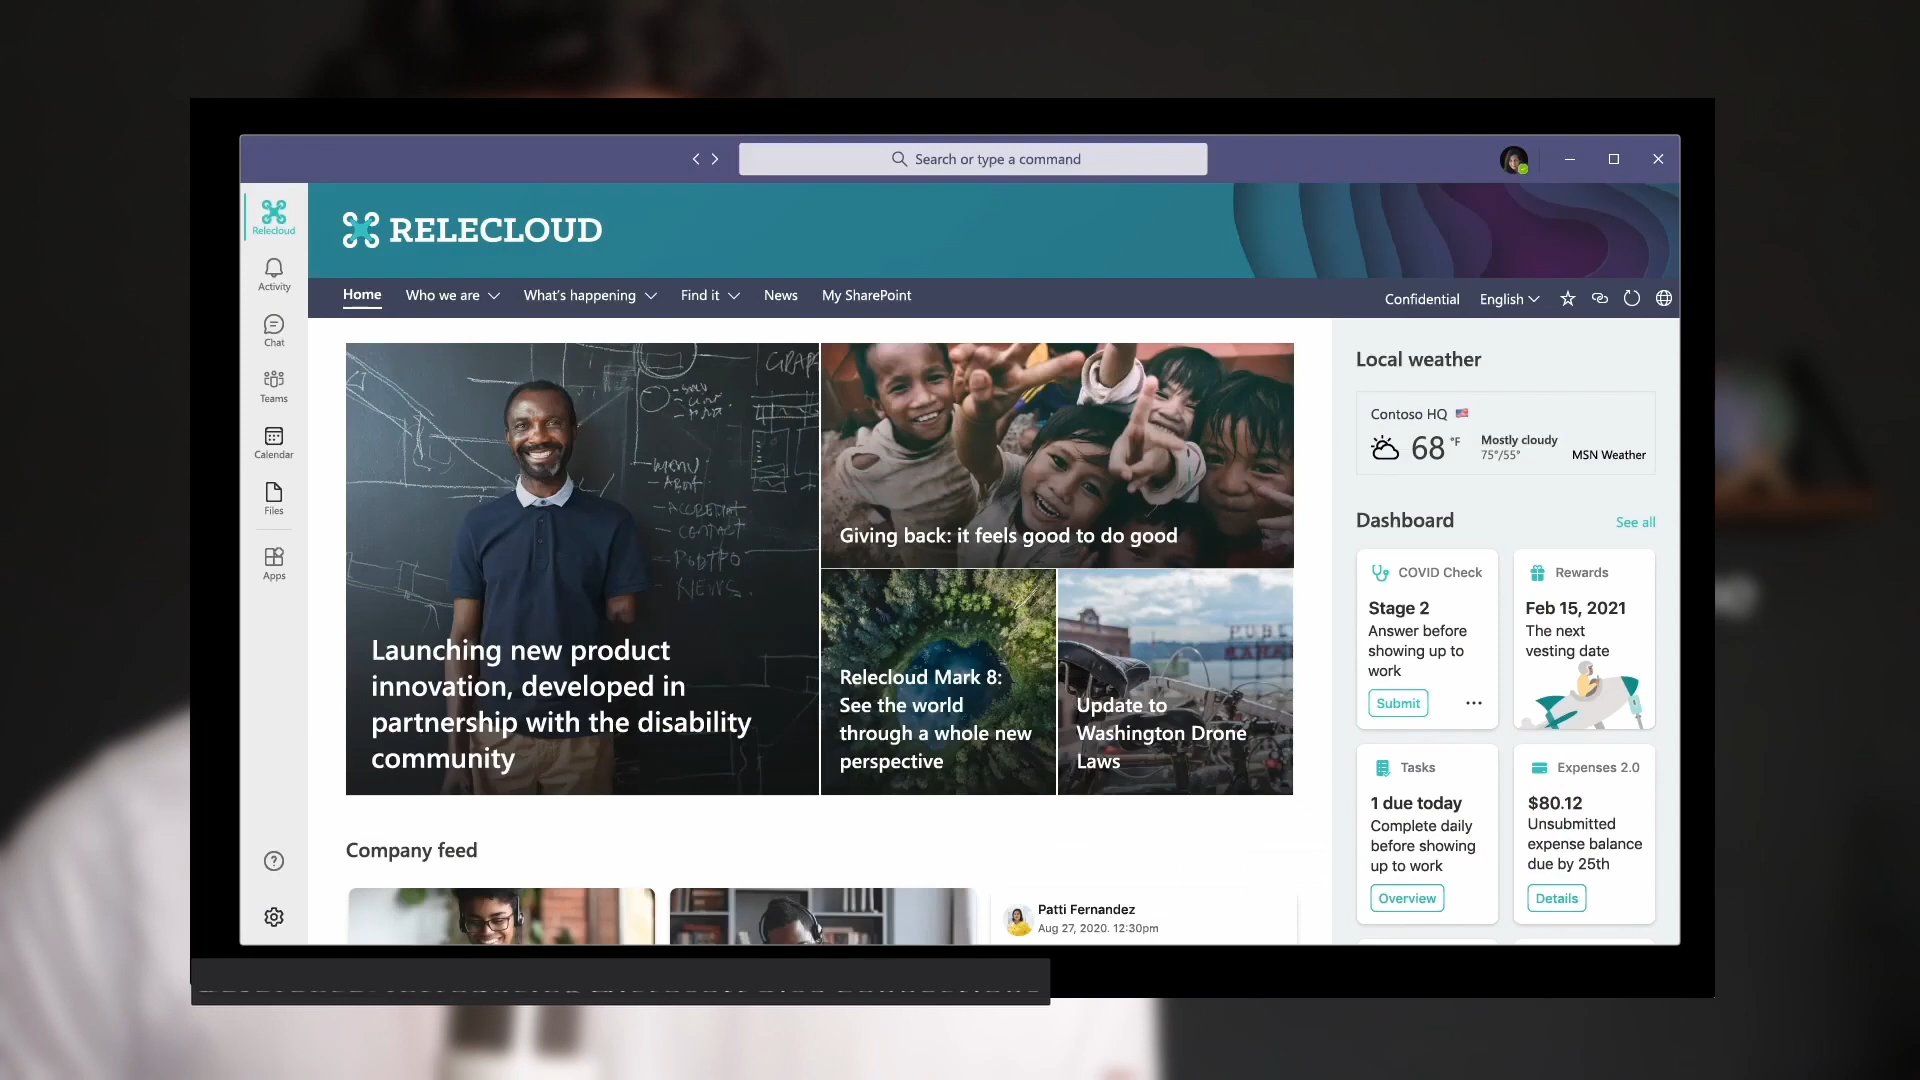 Search or type a command
Relecloud
RELECLOUD
Activity
Chat
Teams
Calendar
Files
Apps
Home
Who we are
What's happening
Find it
News
My SharePoint
Confidential
English
Launching new product
innovation, developed in
partnership with the disability
community
Giving back: it feels good to do good
Relecloud Mark 8:
See the world
through a whole new
perspective
Update to
Washington Drone
Laws
Local weather
Contoso HQ
68 °F
Mostly cloudy
75°/55°
MSN Weather
Dashboard
See all
COVID Check
Stage 2
Answer before
showing up to
work
Submit
Rewards
Feb 15, 2021
The next
vesting date
Tasks
1 due today
Complete daily
before showing
up to work
Overview
Expenses 2.0
$80.12
Unsubmitted
expense balance
due by 25th
Details
Company feed
Patti Fernandez
Aug 27, 2020. 12:30pm
MENU
ABOUT
CONTACT
NEWS